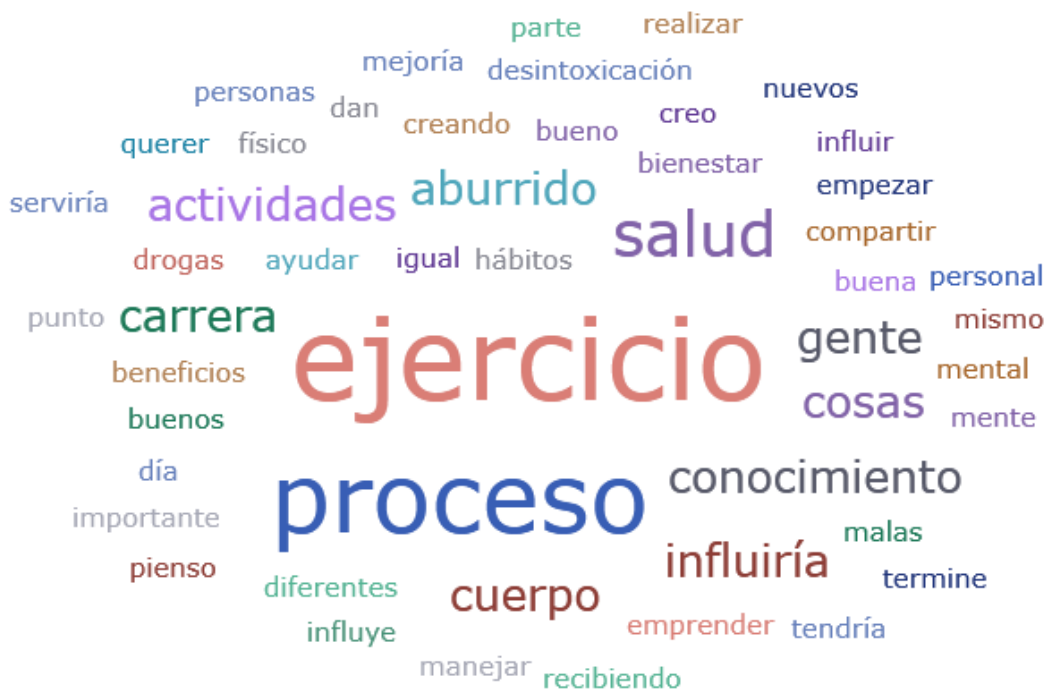 parte realizar
mejoría desintoxicación
personas dan nuevos
creando bueno creo
querer físico bienestar influir
serviría actividades aburrido salud empezar
compartir
drogas ayudar igual hábitos
buena personal
punto carrera ejercicio gente mismo
beneficios mental
buenos cosas mente
día proceso conocimiento
importante malas
pienso influiría
diferentes cuerpo termine
influye emprender tendría
manejar recibiendo